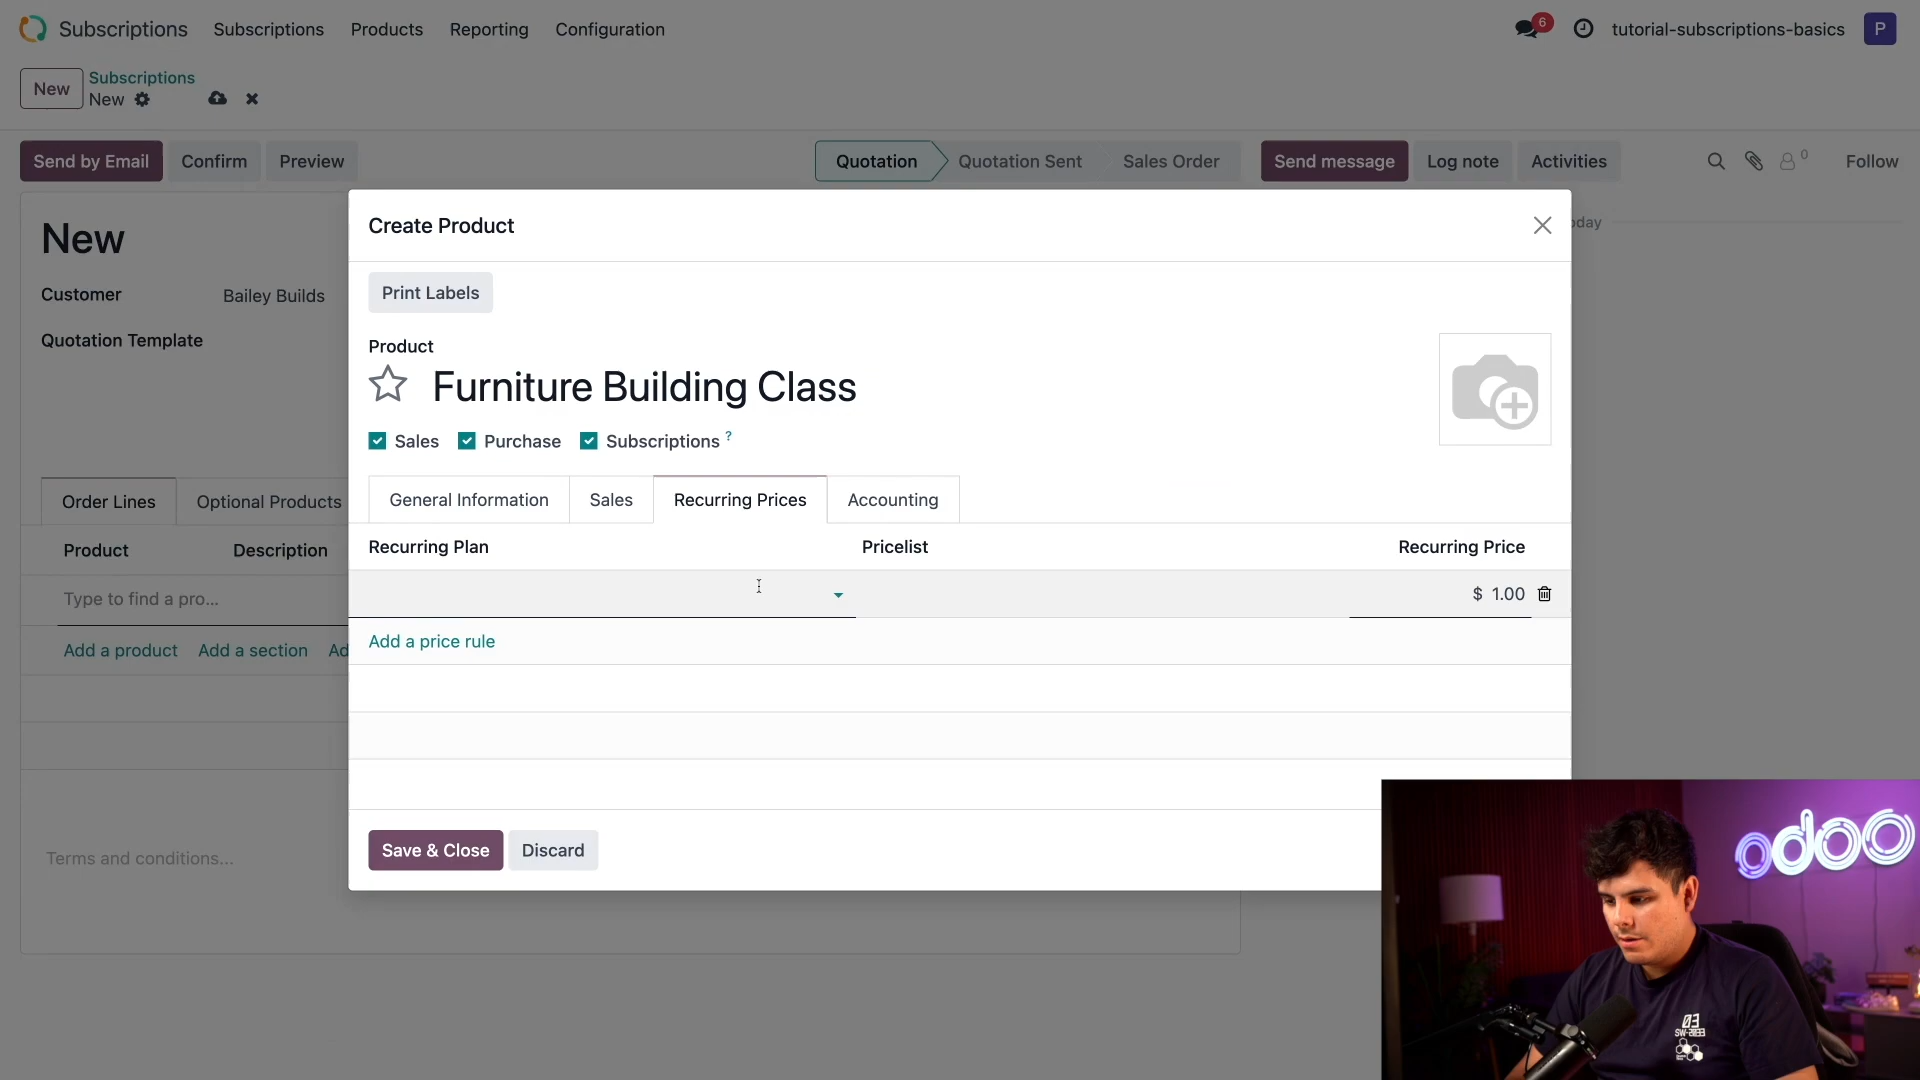 Subscriptions Subscriptions Products Reporting Configuration 6 tutorial-subscriptions-basics P
New Subscriptions
New
Send by Email Confirm Preview Quotation Quotation Sent Sales Order Send message Log note Activities 0 Follow
Create Product
oday
New
Print Labels
Customer Bailey Builds
Quotation Template
Product
Furniture Building Class
Sales Purchase Subscriptions ?
Order Lines Optional Products
General Information Sales Recurring Prices Accounting
Product Description
Recurring Plan Pricelist Recurring Price
Type to find a pro...
$ 1.00
Add a product Add a section Ad
Add a price rule
Terms and conditions...
Save & Close Discard
odoo
03
SW-2033